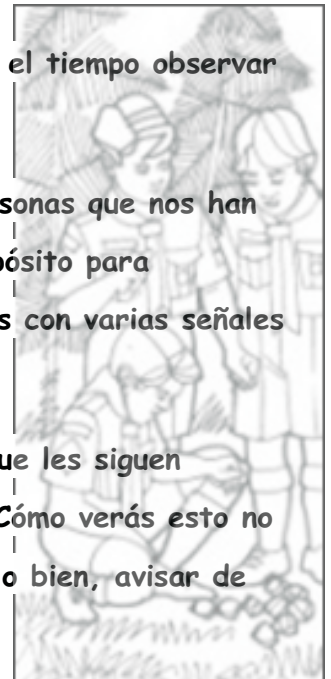 el tiempo observar
sonas que nos han
pósito para
s con varias señales
ue les siguen
Cómo verás esto no
o bien, avisar de